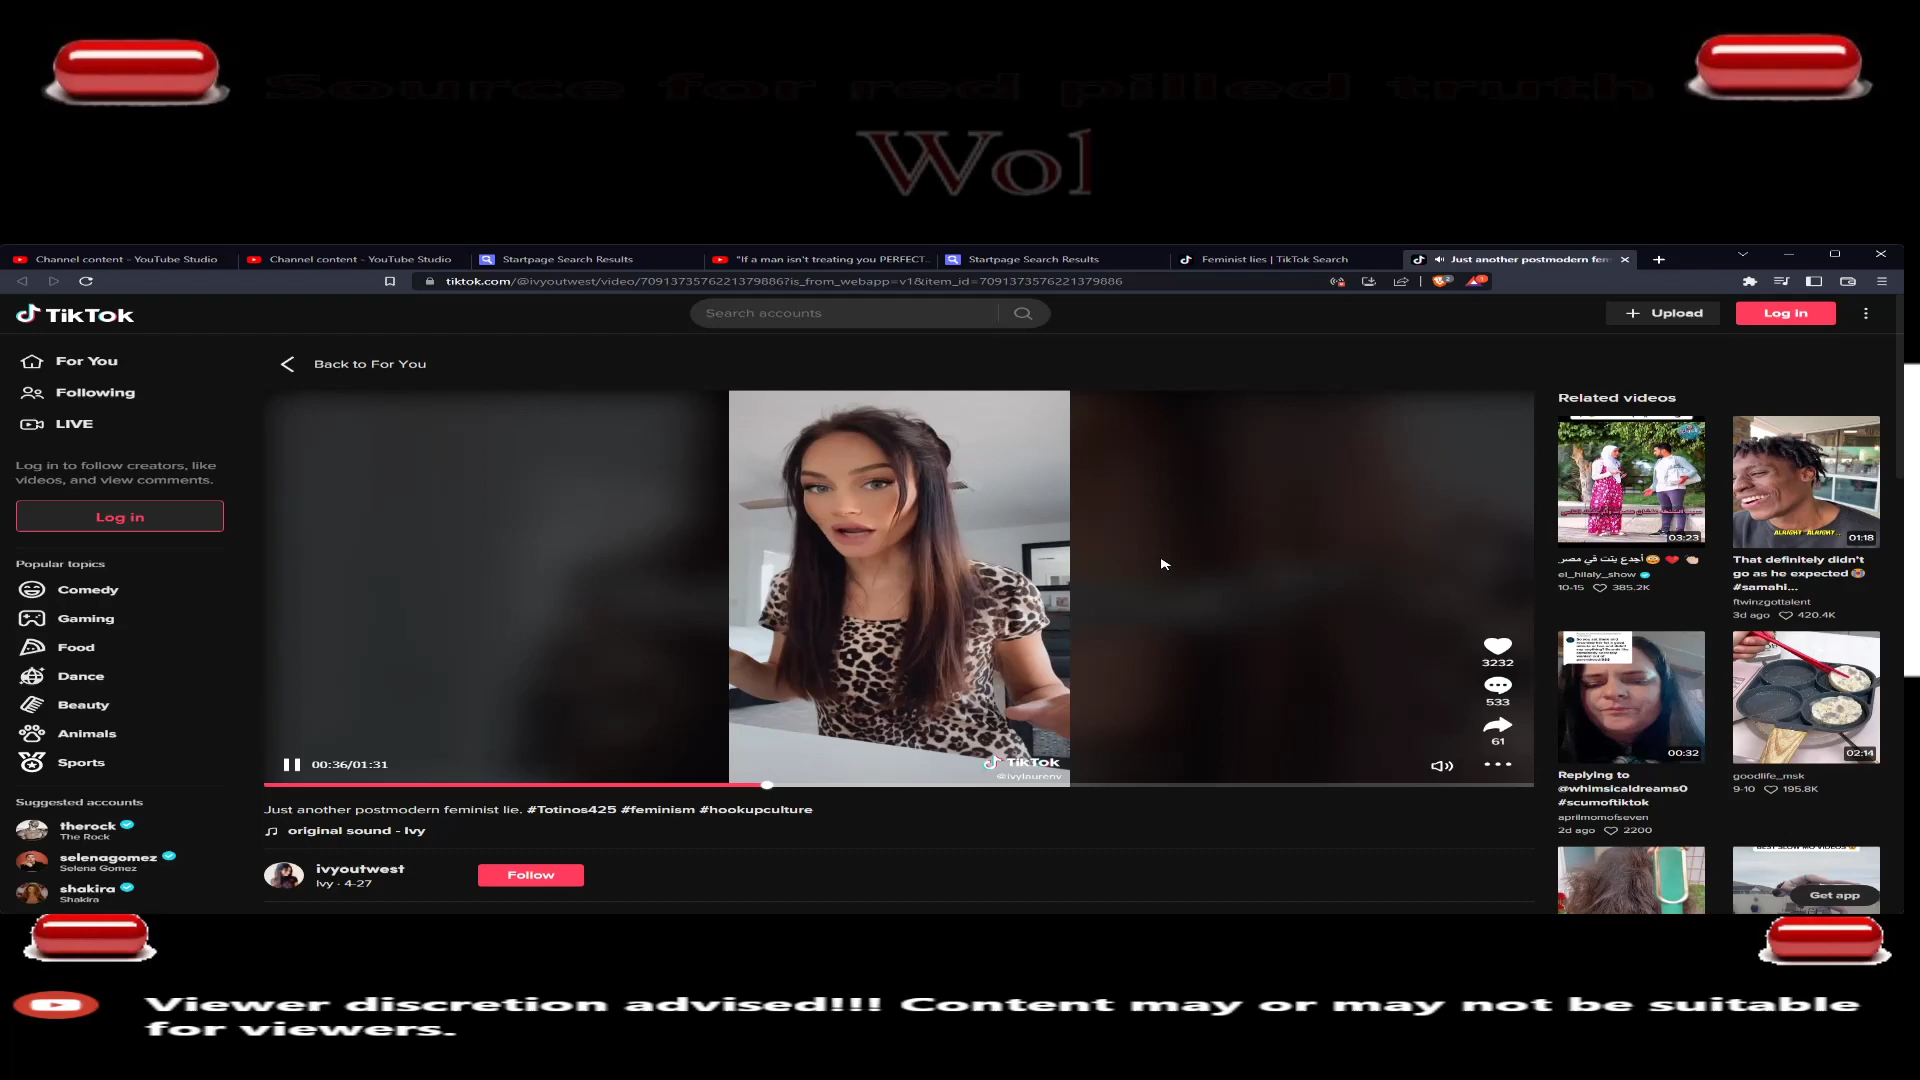 Source for red pilled truth
Wol
Channel content - YouTube Studio
Channel content - YouTube Studio
Startpage Search Results
"If a man isn't treating you PERFECT...
Startpage Search Results
Feminist lies | TikTok Search
Just another postmodern fem
tiktok.com/@ivyoutwest/video/7091373576221379886?is_from_webapp=v1&item_id=7091373576221379886
TikTok
Search accounts
Upload
Log in
For You
Following
LIVE
Log in to follow creators, like
videos, and view comments.
Log in
Popular topics
Comedy
Gaming
Food
Dance
Beauty
Animals
Sports
Suggested accounts
therock
The Rock
selenagomez
Selena Gomez
shakira
Shakira
Back to For You
3232
533
61
00:36/01:31
TikTok
@ivylaurenv
Just another postmodern feminist lie. #Totinos425 #feminism #hookupculture
original sound - Ivy
ivyoutwest
Ivy · 4-27
Follow
Related videos
03:23
أجدع بنت في مصر
el_hilaly_show
10-15 385.2K
ALRIGHT ALRIGHT..
01:18
That definitely didn't
go as he expected
#samahi...
ftwinzgottalent
3d ago 420.4K
00:32
Replying to
@whimsicaldreams0
#scumoftiktok
aprilmomofseven
2d ago 2200
02:14
goodlife_msk
9-10 195.8K
BEST SLOW MO VIDEOS
Get app
Viewer discretion advised!!! Content may or may not be suitable
for viewers.